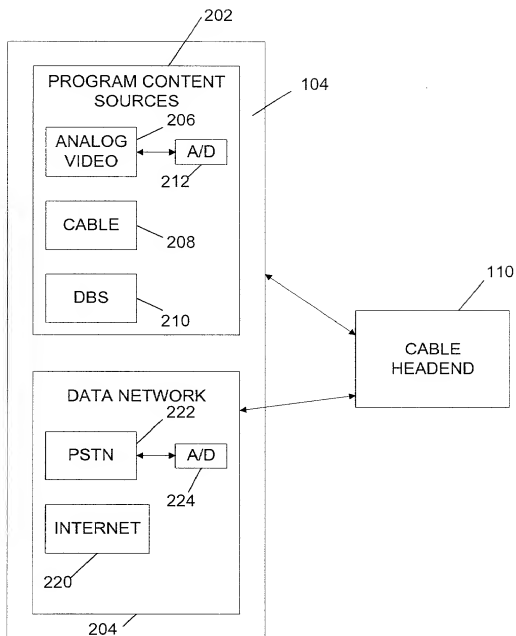 202
PROGRAM CONTENT
SOURCES
104
206
ANALOG
VIDEO
A/D
212
CABLE
208
DBS
210
110
CABLE
HEADEND
DATA NETWORK
222
PSTN
A/D
224
INTERNET
220
204